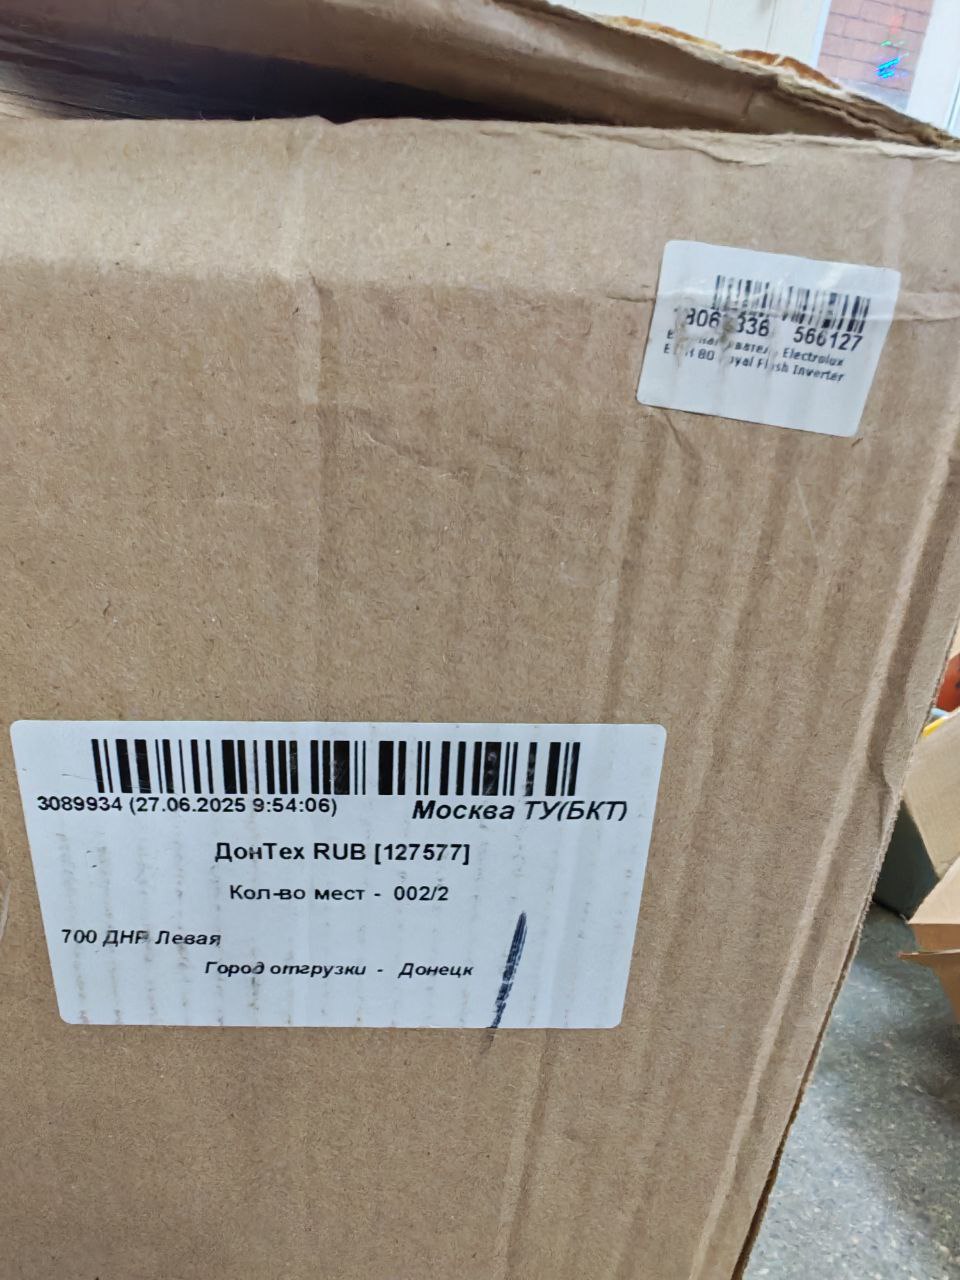 566127
Electrolux
80
Inverter
3089934 (27.06.2025 9:54:06)
Москва ТУ(БКТ)
ДонТех RUB [127577]
Кол-во мест - 002/2
700 ДНР Левая
Город отгрузки - Донецк